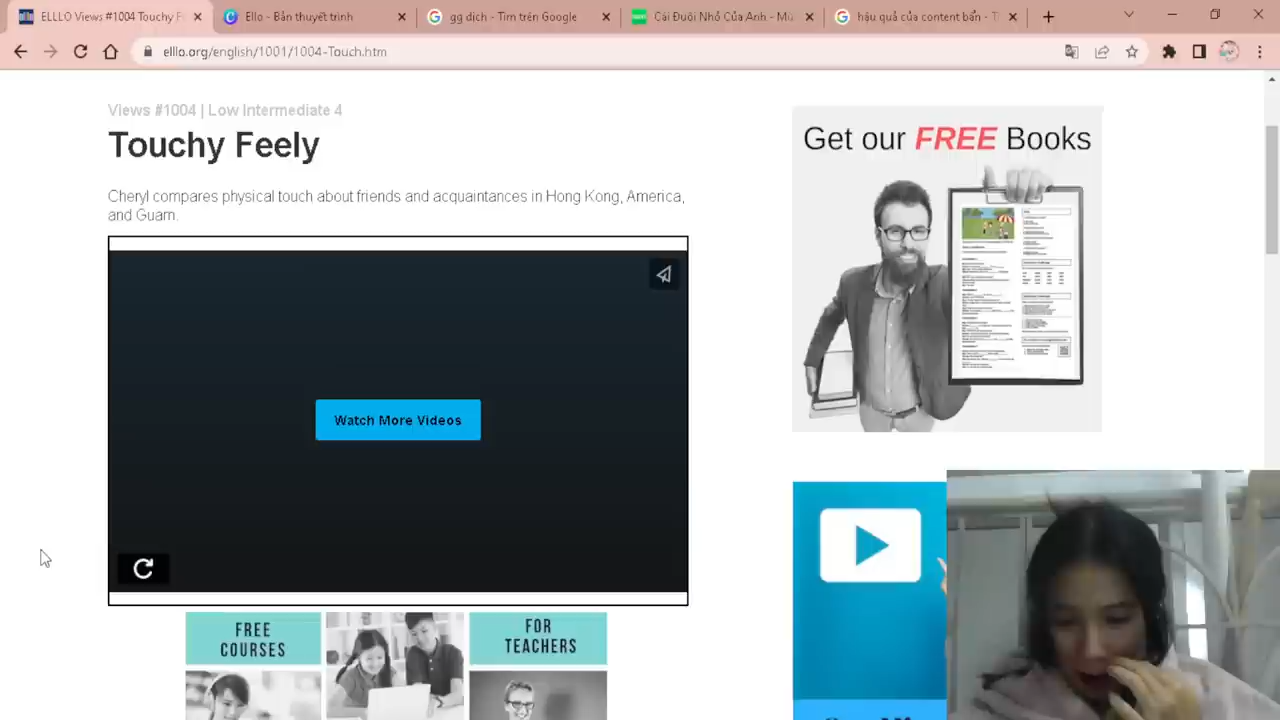 ELLLO Views #1004 Touchy F
Ello - Bản thuyết trình
gg dịch - Tìm trên Google
Cái Đuôi Nhỏ Của Anh - Mù
hậu quả của content bẩn - T
elllo.org/english/1001/1004-Touch.htm
Views #1004 | Low Intermediate 4
Touchy Feely
Cheryl compares physical touch about friends and acquaintances in Hong Kong, America,
and Guam.
Watch More Videos
Get our FREE Books
FREE
COURSES
FOR
TEACHERS